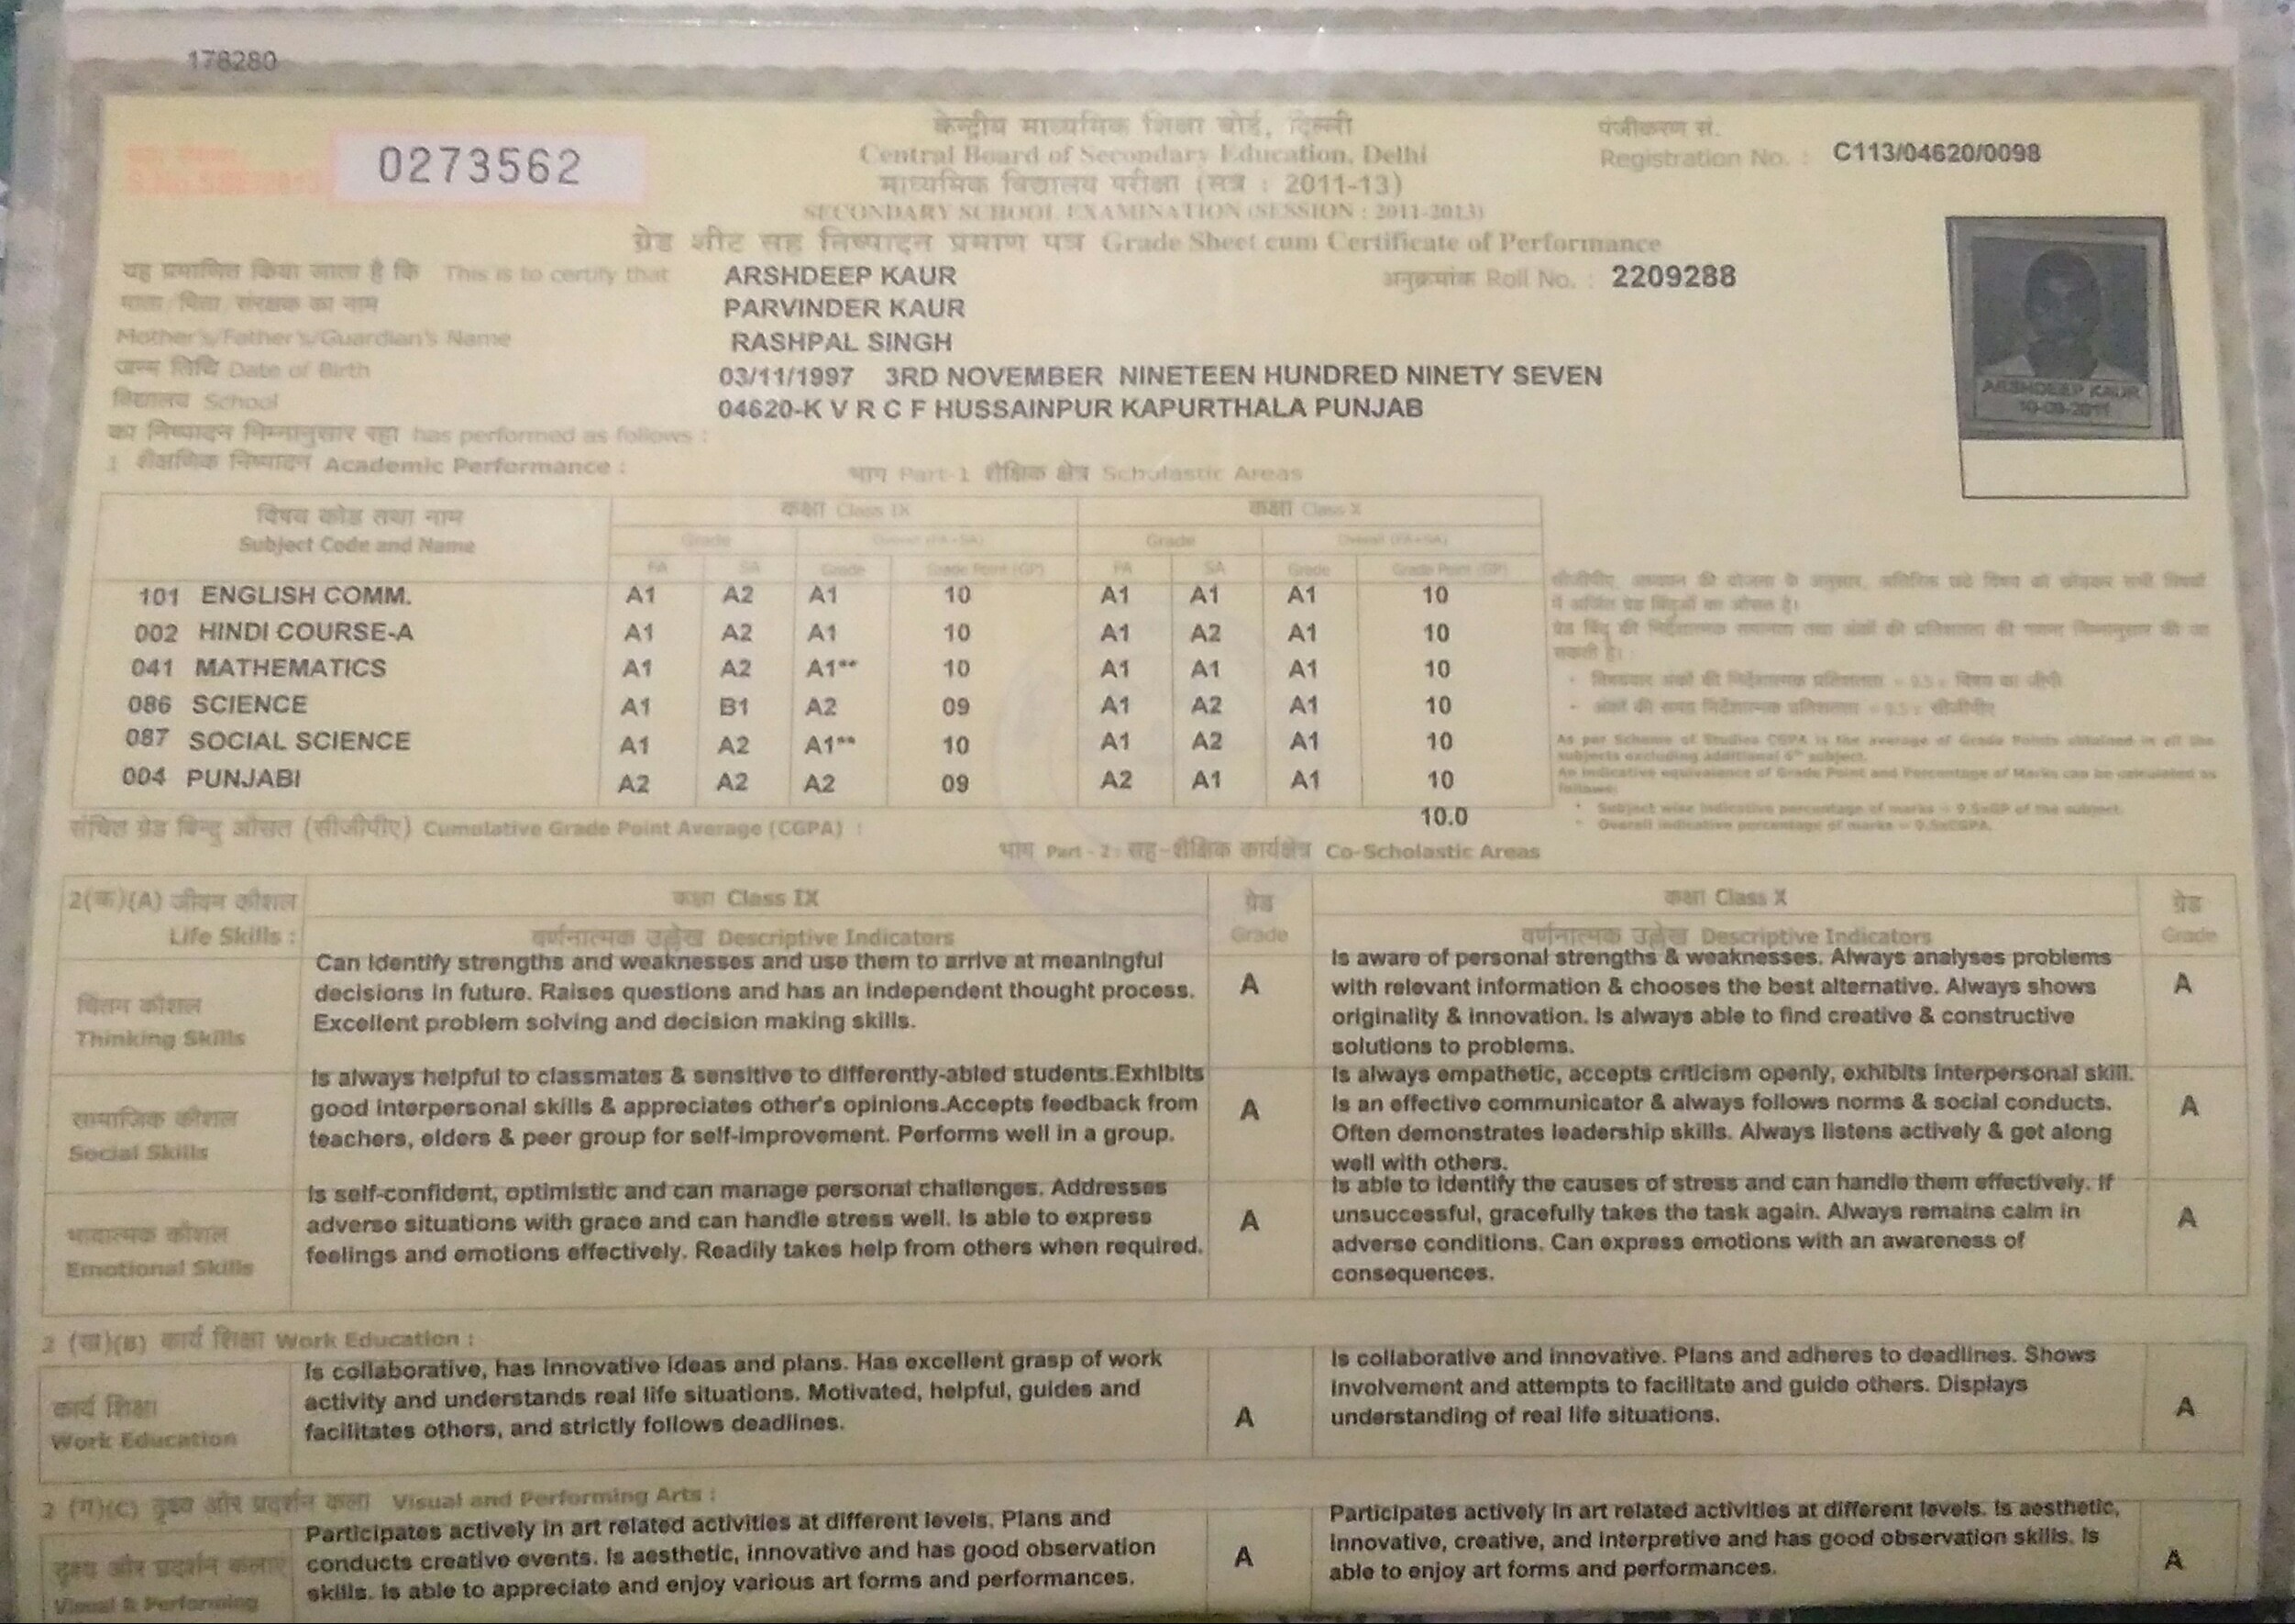 178280
0273562
केन्द्रीय माध्यमिक शिक्षा बोर्ड, दिल्ली
Central Board of Secondary Education, Delhi
माध्यमिक विद्यालय परीक्षा (सत्र : 2011-13)
SECONDARY SCHOOL EXAMINATION (SESSION : 2011-2013)
पंजीकरण सं.
Registration No. : C113/04620/0098
ग्रेड शीट सह निष्पादन प्रमाण पत्र Grade Sheet cum Certificate of Performance
यह प्रमाणित किया जाता है कि This is to certify that ARSHDEEP KAUR अनुक्रमांक Roll No. : 2209288
माता/पिता/संरक्षक का नाम PARVINDER KAUR
Mother's/Father's/Guardian's Name RASHPAL SINGH
जन्म तिथि Date of Birth 03/11/1997 3RD NOVEMBER NINETEEN HUNDRED NINETY SEVEN
विद्यालय School 04620-K V R C F HUSSAINPUR KAPURTHALA PUNJAB
ARSHDEEP KAUR
का निष्पादन निम्नानुसार रहा has performed as follows :
1 शैक्षणिक निष्पादन Academic Performance :
भाग Part-1 शैक्षिक क्षेत्र Scholastic Areas
विषय कोड तथा नाम कक्षा Class IX कक्षा Class X
Subject Code and Name Grade Overall (FA+SA) Grade Overall (FA+SA)
FA SA Grade Grade Point (GP) FA SA Grade Grade Point (GP)
101 ENGLISH COMM. A1 A2 A1 10 A1 A1 A1 10
002 HINDI COURSE-A A1 A2 A1 10 A1 A2 A1 10
041 MATHEMATICS A1 A2 A1** 10 A1 A1 A1 10
086 SCIENCE A1 B1 A2 09 A1 A2 A1 10
087 SOCIAL SCIENCE A1 A2 A1** 10 A1 A2 A1 10
004 PUNJABI A2 A2 A2 09 A2 A1 A1 10
संचित ग्रेड बिन्दु औसत (सीजीपीए) Cumulative Grade Point Average (CGPA) : 10.0
As per Scheme of Studies CGPA is the average of Grade Points obtained in all the
subjects excluding additional 6th subject.
An indicative equivalence of Grade Point and Percentage of Marks can be calculated as
follows:
• Subject wise indicative percentage of marks = 9.5xGP of the subject.
• Overall indicative percentage of marks = 9.5xCGPA.
भाग Part - 2 : सह-शैक्षिक कार्यक्षेत्र Co-Scholastic Areas
2(क)(A) जीवन कौशल कक्षा Class IX ग्रेड कक्षा Class X ग्रेड
Life Skills : वर्णनात्मक उल्लेख Descriptive Indicators Grade वर्णनात्मक उल्लेख Descriptive Indicators Grade
चिंतन कौशल
Thinking Skills
Can identify strengths and weaknesses and use them to arrive at meaningful
decisions in future. Raises questions and has an independent thought process.
Excellent problem solving and decision making skills.
A
Is aware of personal strengths & weaknesses. Always analyses problems
with relevant information & chooses the best alternative. Always shows
originality & innovation. Is always able to find creative & constructive
solutions to problems.
A
सामाजिक कौशल
Social Skills
Is always helpful to classmates & sensitive to differently-abled students.Exhibits
good interpersonal skills & appreciates other's opinions.Accepts feedback from
teachers, elders & peer group for self-improvement. Performs well in a group.
A
Is always empathetic, accepts criticism openly, exhibits interpersonal skill.
Is an effective communicator & always follows norms & social conducts.
Often demonstrates leadership skills. Always listens actively & get along
well with others.
A
भावात्मक कौशल
Emotional Skills
Is self-confident, optimistic and can manage personal challenges. Addresses
adverse situations with grace and can handle stress well. Is able to express
feelings and emotions effectively. Readily takes help from others when required.
A
Is able to identify the causes of stress and can handle them effectively. If
unsuccessful, gracefully takes the task again. Always remains calm in
adverse conditions. Can express emotions with an awareness of
consequences.
A
2 (ख)(B) कार्य शिक्षा Work Education :
कार्य शिक्षा
Work Education
Is collaborative, has innovative ideas and plans. Has excellent grasp of work
activity and understands real life situations. Motivated, helpful, guides and
facilitates others, and strictly follows deadlines.
A
Is collaborative and innovative. Plans and adheres to deadlines. Shows
involvement and attempts to facilitate and guide others. Displays
understanding of real life situations.
A
2 (ग)(C) दृश्य और प्रदर्शन कला Visual and Performing Arts :
दृश्य और प्रदर्शन कलाएं
Visual & Performing
Participates actively in art related activities at different levels. Plans and
conducts creative events. Is aesthetic, innovative and has good observation
skills. Is able to appreciate and enjoy various art forms and performances.
A
Participates actively in art related activities at different levels. Is aesthetic,
innovative, creative, and interpretive and has good observation skills. Is
able to enjoy art forms and performances.
A